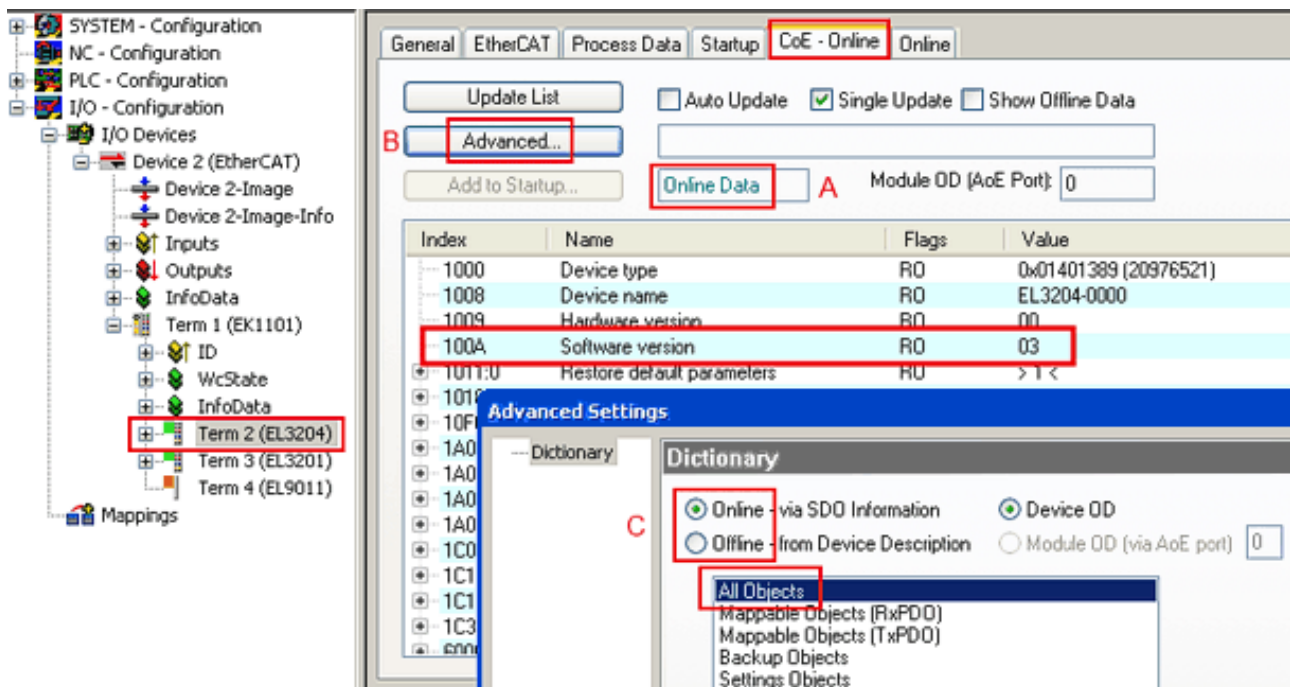 SYSTEM - Configuration
NC - Configuration
PLC - Configuration
I/O - Configuration
I/O Devices
Device 2 (EtherCAT)
Device 2-Image
Device 2-Image-Info
Inputs
Outputs
InfoData
Term 1 (EK1101)
ID
WcState
InfoData
Term 2 (EL3204)
Term 3 (EL3201)
Term 4 (EL9011)
Mappings
General EtherCAT Process Data Startup CoE - Online Online
Update List Auto Update Single Update Show Offline Data
B Advanced...
Add to Startup... Online Data A Module OD (AoE Port): 0
Index Name Flags Value
1000 Device type RO 0x01401389 (20976521)
1008 Device name RO EL3204-0000
1009 Hardware version RO 00
100A Software version RO 03
1011:0 Restore default parameters RO > 1 <
Advanced Settings
Dictionary
Dictionary
C
Online - via SDO Information Device OD
Offline - from Device Description Module OD (via AoE port) 0
All Objects
Mappable Objects (RxPDO)
Mappable Objects (TxPDO)
Backup Objects
Settings Objects